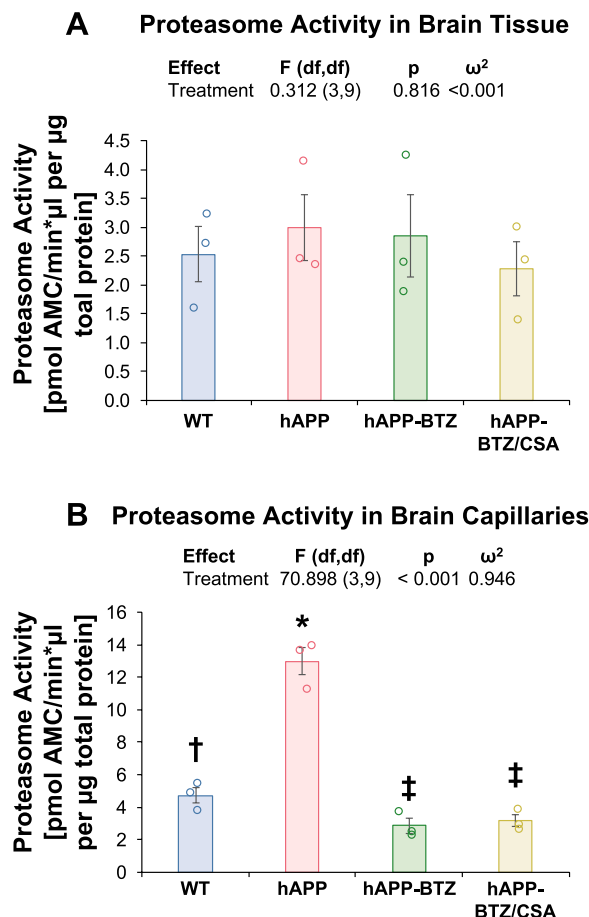 A Proteasome Activity in Brain Tissue
Effect F (df,df) p ω²
Treatment 0.312 (3,9) 0.816 <0.001
Proteasome Activity
[pmol AMC/min*µl per µg
toal protein]
4.5
4.0
3.5
3.0
2.5
2.0
1.5
1.0
0.5
0.0
WT hAPP hAPP-BTZ hAPP-
BTZ/CSA
B Proteasome Activity in Brain Capillaries
Effect F (df,df) p ω²
Treatment 70.898 (3,9) < 0.001 0.946
Proteasome Activity
[pmol AMC/min*µl
per µg total protein]
16
14
12
10
8
6
4
2
0
*
†
‡ ‡
WT hAPP hAPP-BTZ hAPP-
BTZ/CSA